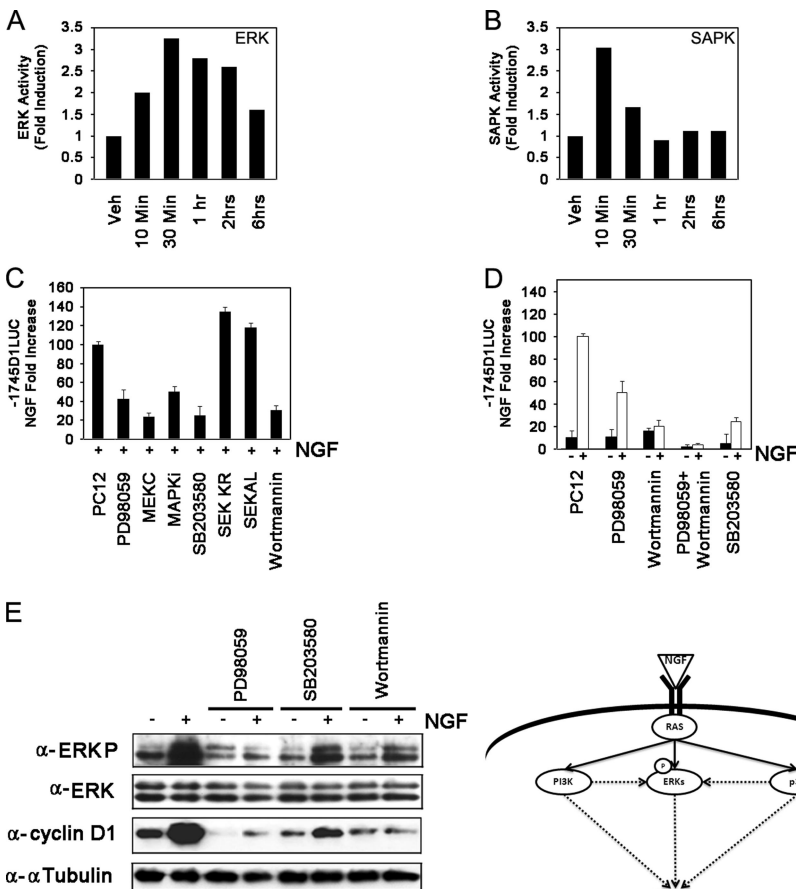 A
ERK
ERK Activity
(Fold Induction)
3.5
3
2.5
2
1.5
1
0.5
0
Veh
10 Min
30 Min
1 hr
2hrs
6hrs
B
SAPK
SAPK Activity
(Fold Induction)
3.5
3
2.5
2
1.5
1
0.5
0
Veh
10 Min
30 Min
1 hr
2hrs
6hrs
C
-1745D1LUC
NGF Fold Increase
160
140
120
100
80
60
40
20
0
+ + + + + + + + NGF
PC12
PD98059
MEKC
MAPKi
SB203580
SEK KR
SEKAL
Wortmannin
D
-1745D1LUC
NGF Fold Increase
140
120
100
80
60
40
20
0
- + - + - + - + - + NGF
PC12
PD98059
Wortmannin
PD98059+
Wortmannin
SB203580
E
PD98059
SB203580
Wortmannin
- + - + - + - + NGF
α-ERKP
α-ERK
α-cyclin D1
α-αTubulin
NGF
RAS
P
PI3K
ERKs